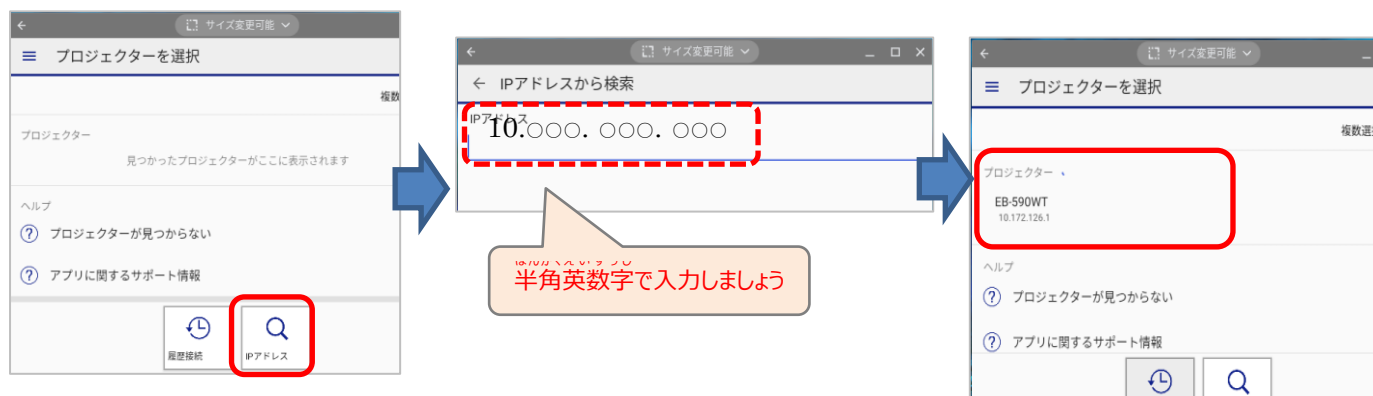 サイズ変更可能
プロジェクターを選択
複数
プロジェクター
見つかったプロジェクターがここに表示されます
ヘルプ
プロジェクターが見つからない
アプリに関するサポート情報
履歴接続
IPアドレス
サイズ変更可能
IPアドレスから検索
IPアドレス
10.○○○. ○○○. ○○○
半角英数字で入力しましょう
サイズ変更可能
プロジェクターを選択
複数選
プロジェクター
EB-590WT
10.172.126.1
ヘルプ
プロジェクターが見つからない
アプリに関するサポート情報